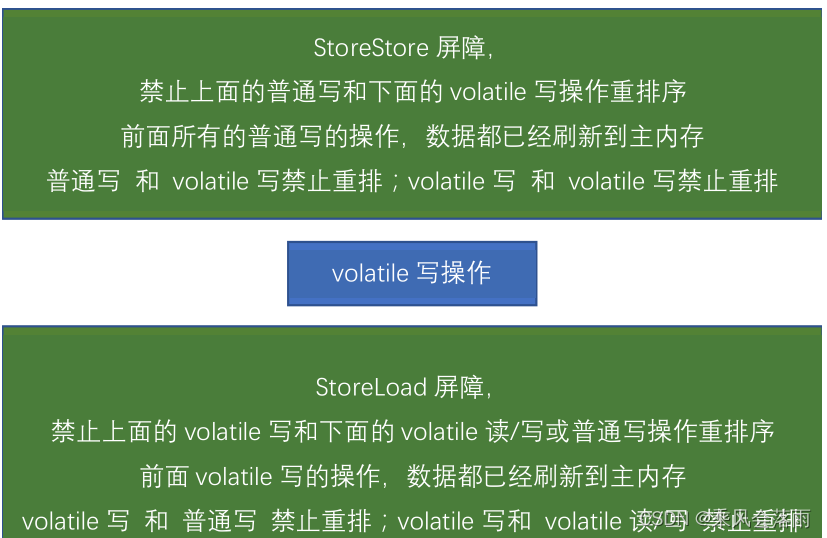 StoreStore 屏障，
禁止上面的普通写和下面的 volatile 写操作重排序
前面所有的普通写的操作，数据都已经刷新到主内存
普通写 和 volatile 写禁止重排；volatile 写 和 volatile 写禁止重排
volatile 写操作
StoreLoad 屏障，
禁止上面的 volatile 写和下面的 volatile 读/写或普通写操作重排序
前面 volatile 写的操作，数据都已经刷新到主内存
volatile 写 和 普通写 禁止重排；volatile 写和 volatile 读/写 禁止重排
CSDN @乘风